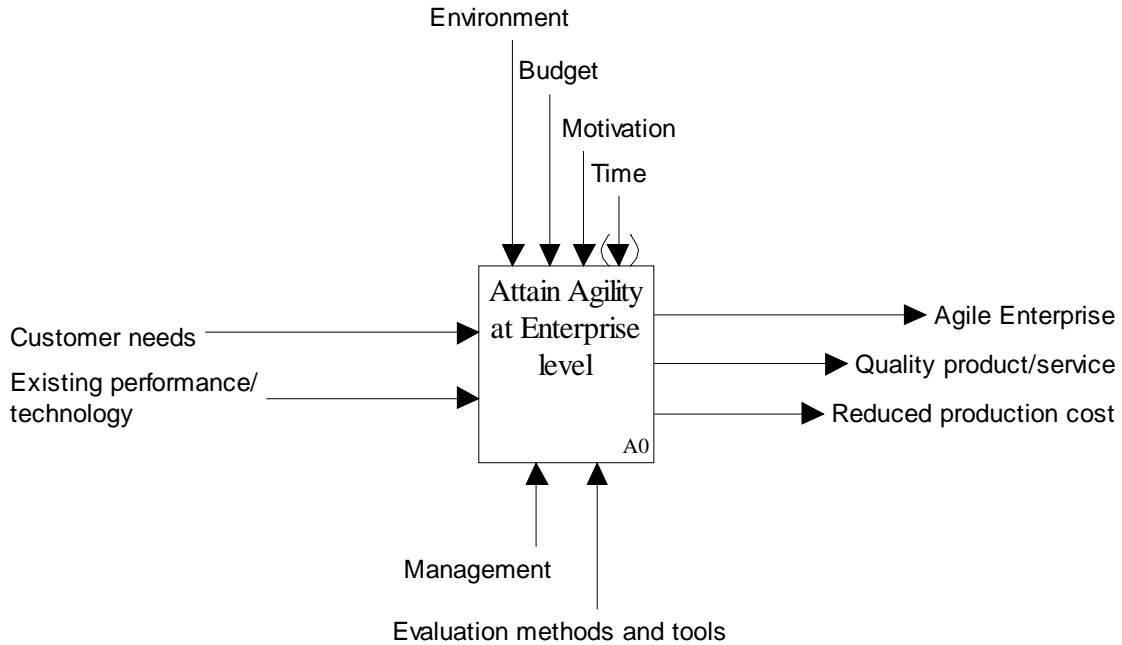 Environment
Budget
Motivation
Time
Attain Agility
at Enterprise
level
Customer needs
Existing performance/
technology
Agile Enterprise
Quality product/service
Reduced production cost
A0
Management
Evaluation methods and tools